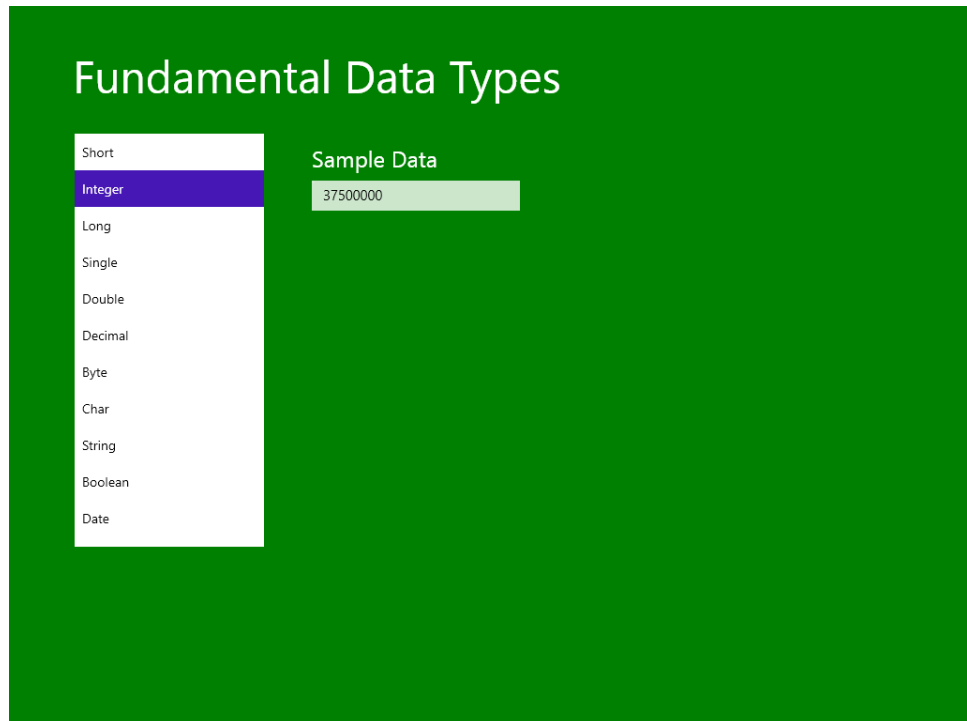 Fundamental Data Types
Short
Integer
Long
Single
Double
Decimal
Byte
Char
String
Boolean
Date
Sample Data
37500000